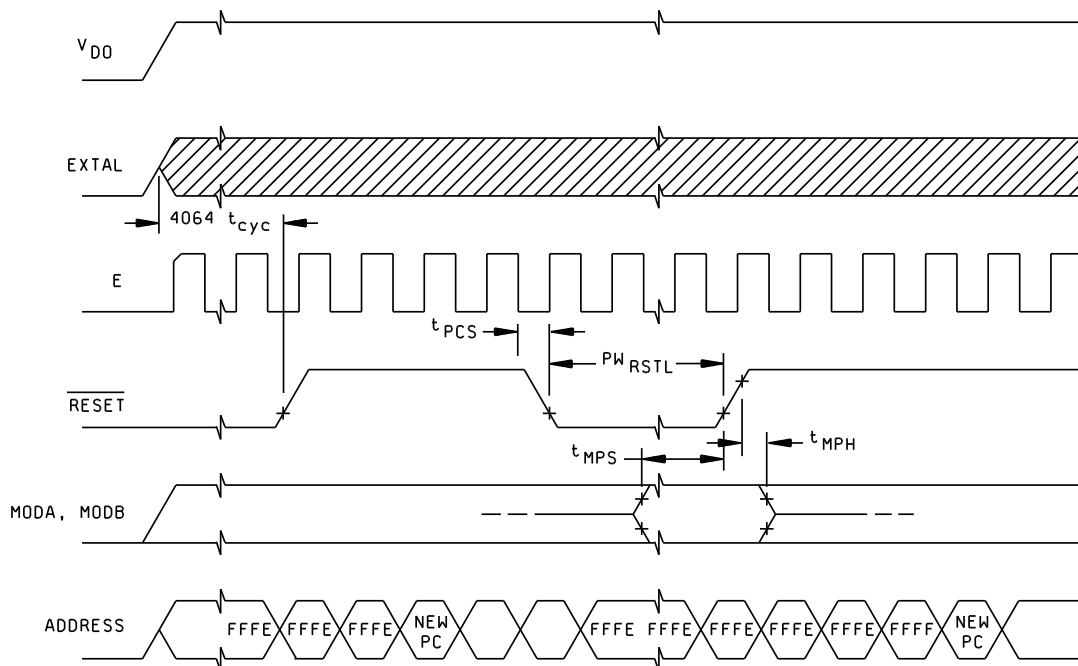 V DO
EXTAL
4064 t cyc
E
t PCS
PW RSTL
RESET
t MPS
t MPH
MODA, MODB
ADDRESS
FFFE FFFE FFFE NEW PC FFFE FFFE FFFE FFFE FFFE FFFF NEW PC